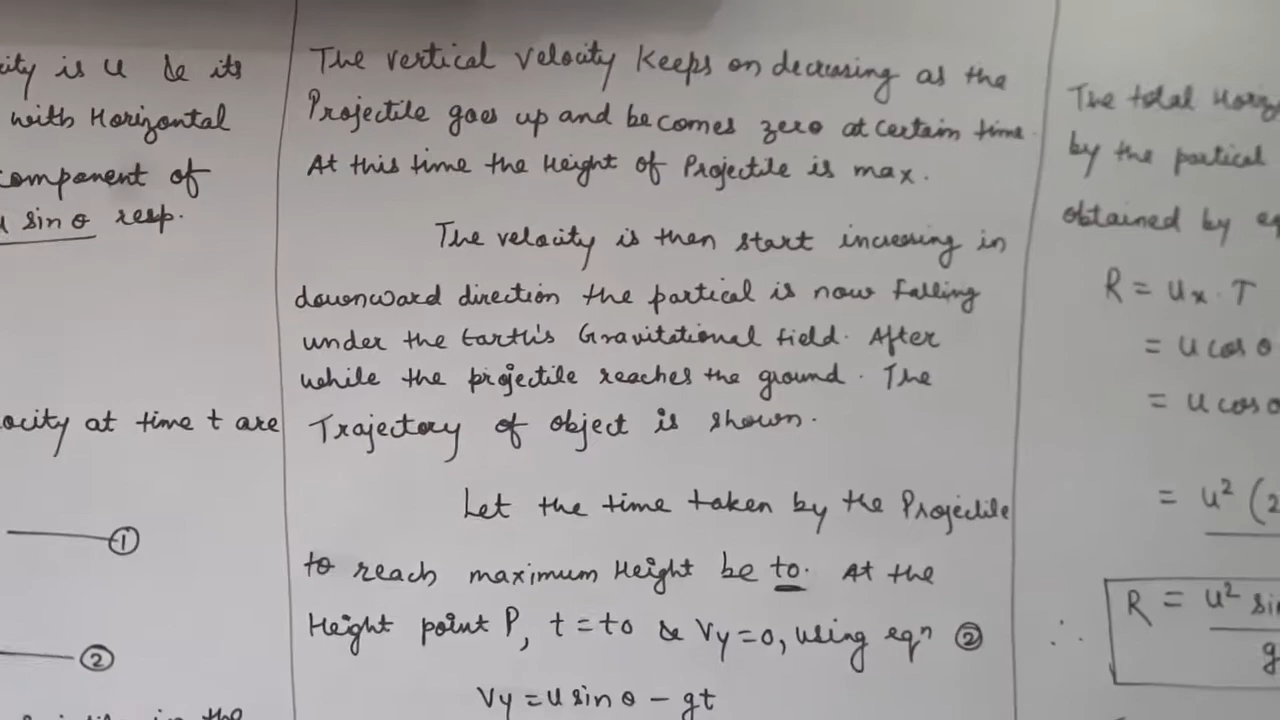 ity is u & its
with Horizontal
component of
u sin θ resp.
ocity at time t are
①
②
in the
The vertical velocity keeps on decreasing as the
Projectile goes up and becomes zero at certain time.
At this time the Height of Projectile is max.
The velocity is then start increasing in
downward direction the partical is now falling
under the Earth's Gravitational field. After
while the projectile reaches the ground. The
Trajectory of object is shown.
Let the time taken by the Projectile
to reach maximum Height be to. At the
Height point P, t = to & Vy = 0, using eqⁿ ②
Vy = u sin θ - gt
The total Horiz
by the partical
obtained by eq
R = ux . T
= u cos θ
= u cos θ
= u² (2
∴ R = u² sin
g